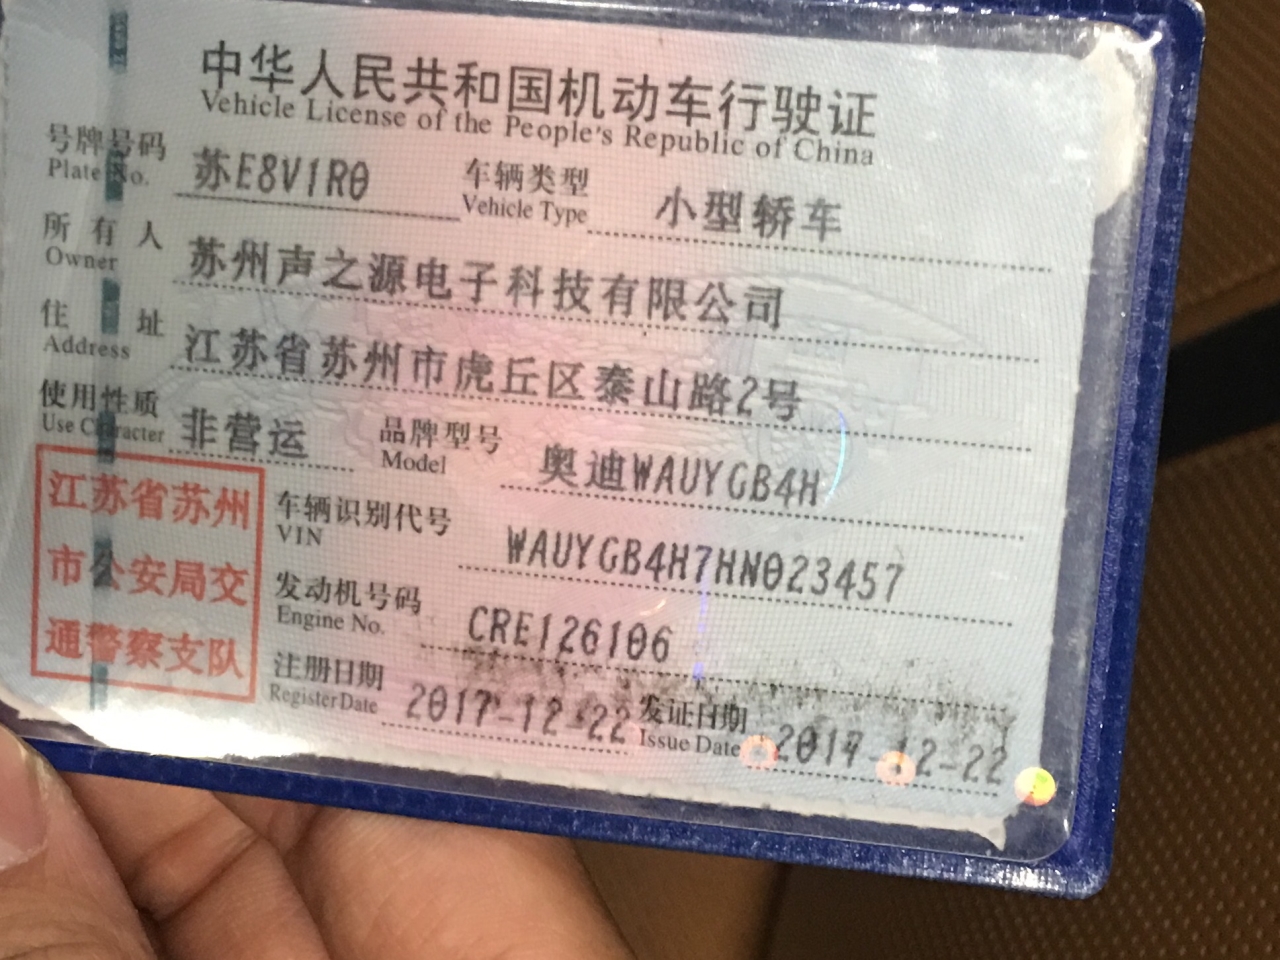 中华人民共和国机动车行驶证
Vehicle License of the People's Republic of China
号牌号码 苏E8V1R0 车辆类型 小型轿车
Plate No. Vehicle Type
所有人 苏州声之源电子科技有限公司
Owner
住址 江苏省苏州市虎丘区泰山路2号
Address
使用性质 非营运 品牌型号 奥迪WAUYGB4H
Use Character Model
江苏省苏州
市公安局交
通警察支队
车辆识别代号 WAUYGB4H7HN023457
VIN
发动机号码 CRE126106
Engine No.
注册日期 2017-12-22 发证日期 2017-12-22
Register Date Issue Date